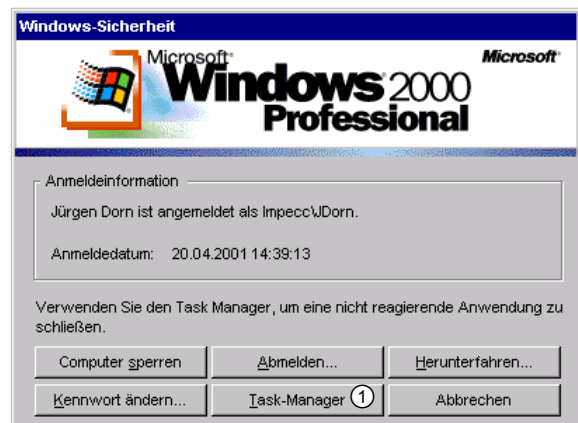 Windows-Sicherheit
Microsoft
Microsoft
Windows 2000
Professional
Anmeldeinformation
Jürgen Dorn ist angemeldet als Impecc\JDorn.
Anmeldedatum: 20.04.2001 14:39:13
Verwenden Sie den Task Manager, um eine nicht reagierende Anwendung zu
schließen.
Computer sperren Abmelden... Herunterfahren...
Kennwort ändern... Task-Manager 1 Abbrechen